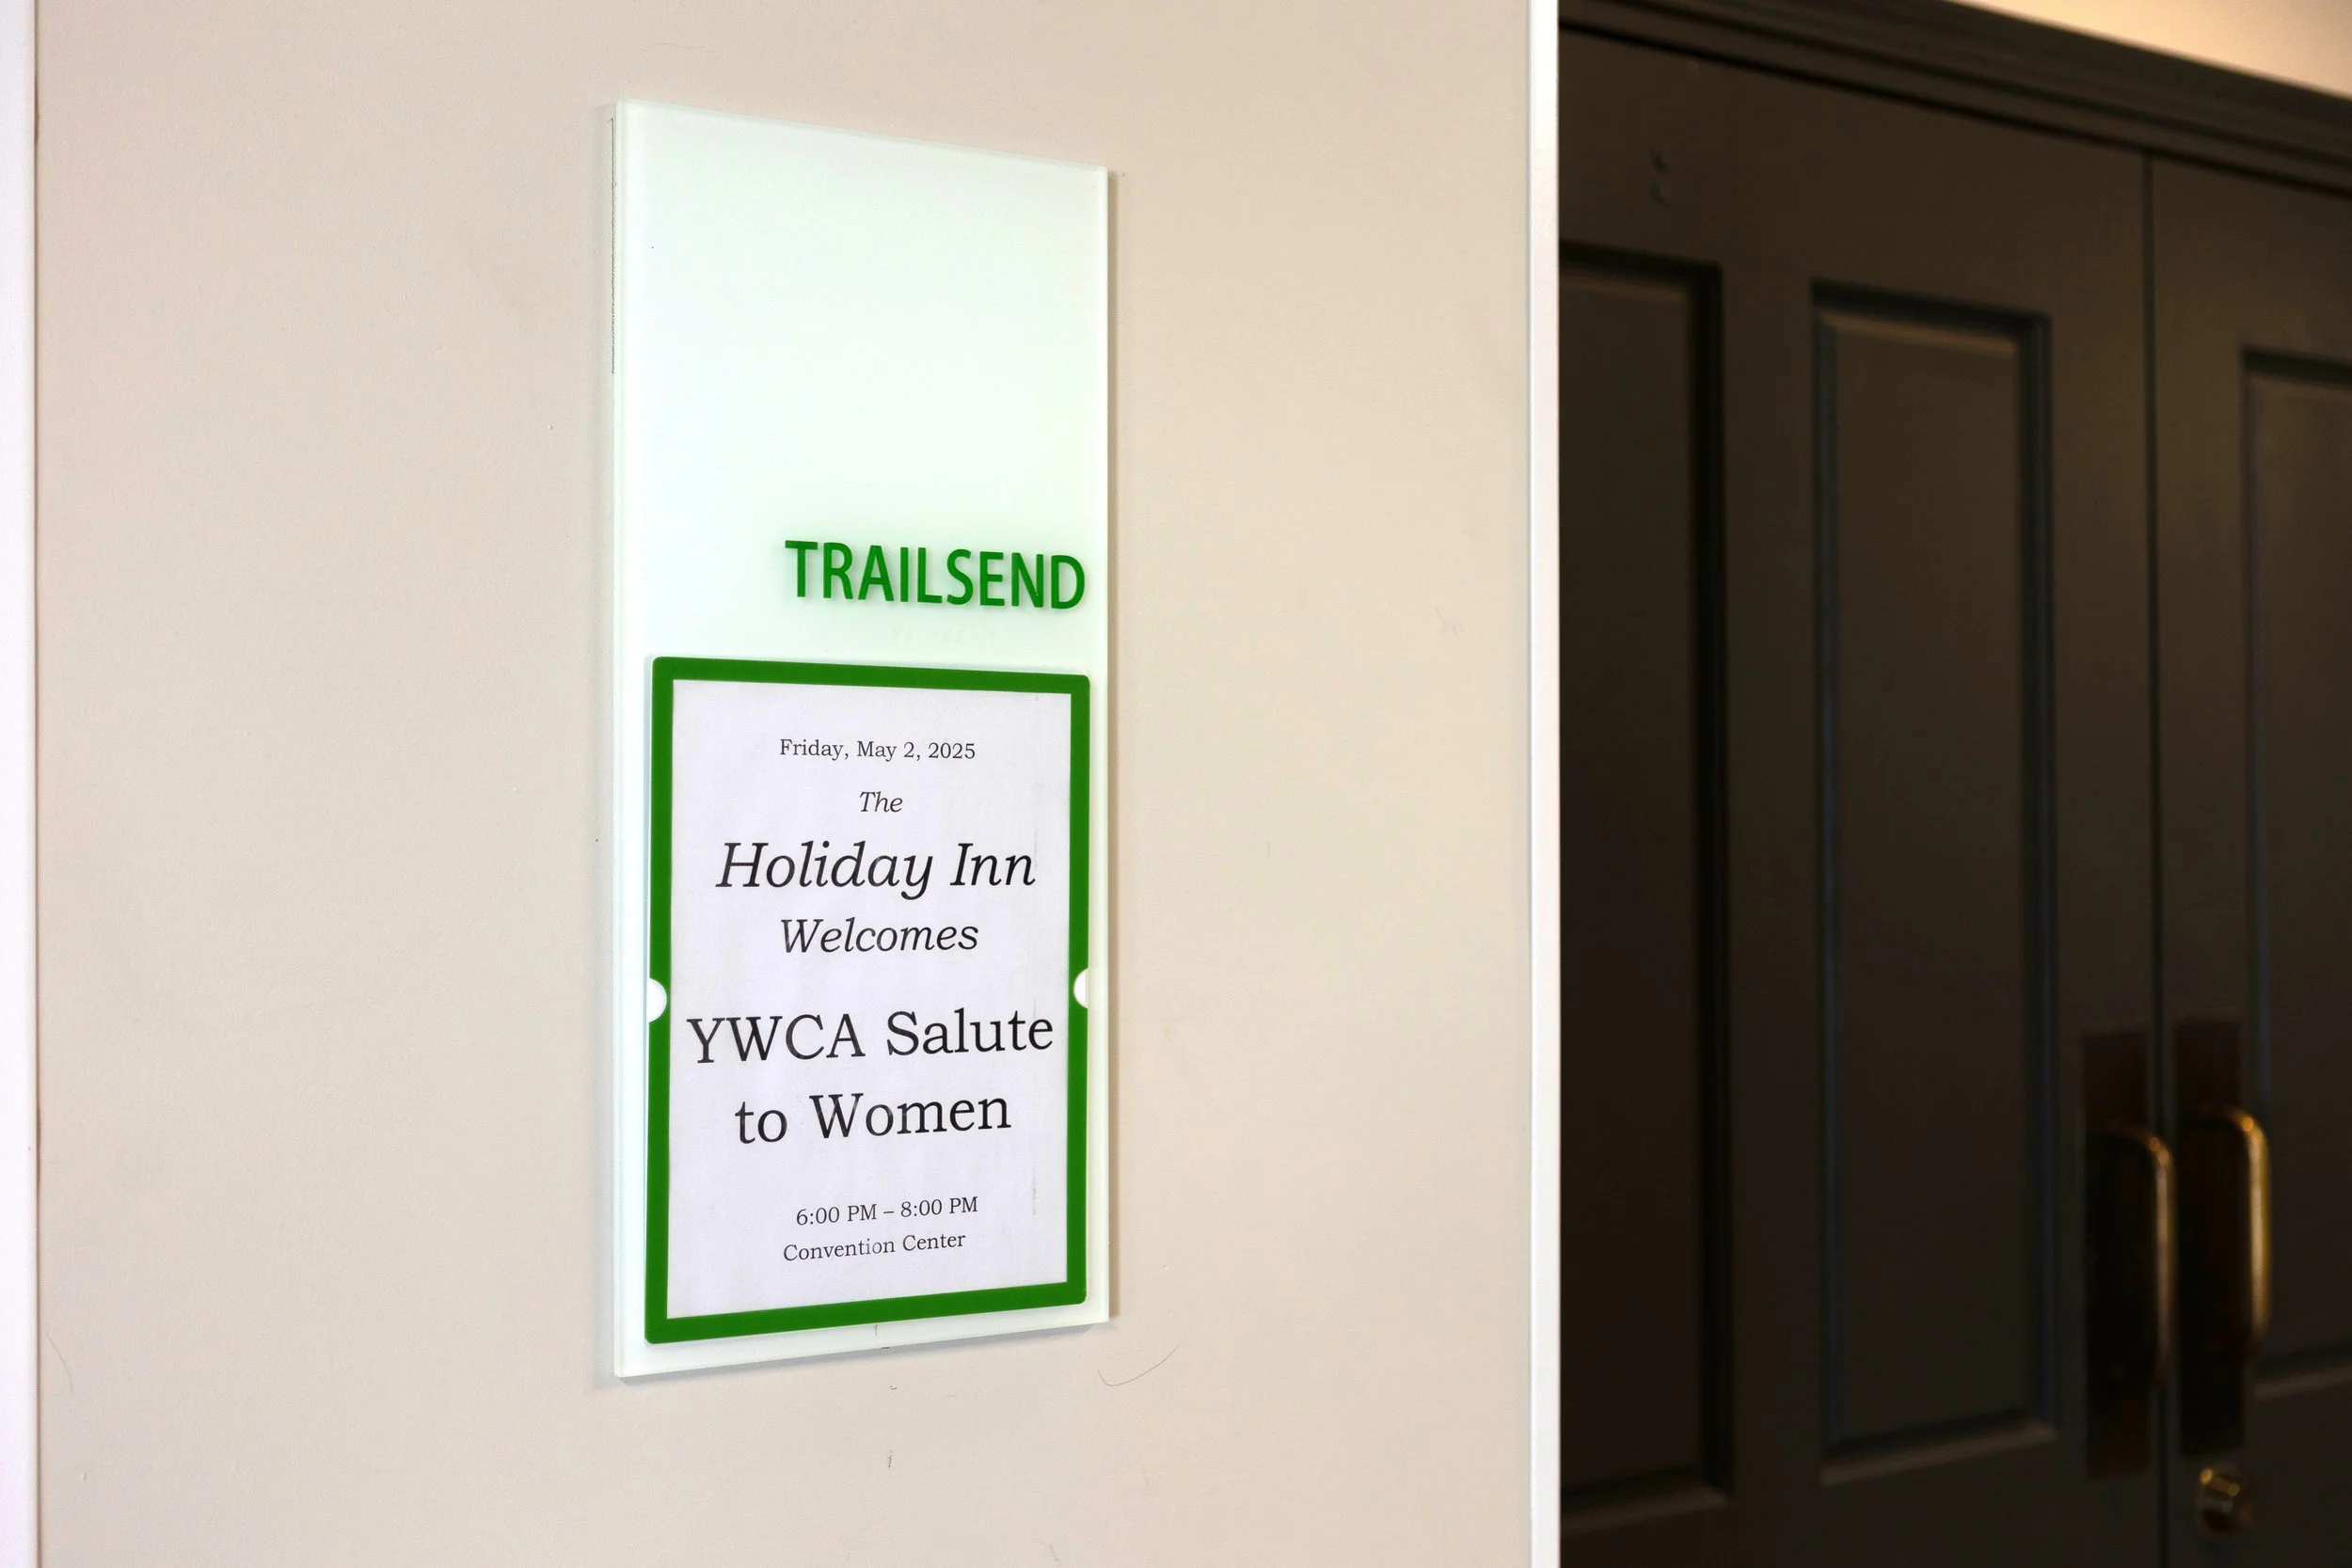 TRAILSEND
Friday, May 2, 2025
The
Holiday Inn
Welcomes
YWCA Salute
to Women
6:00 PM – 8:00 PM
Convention Center